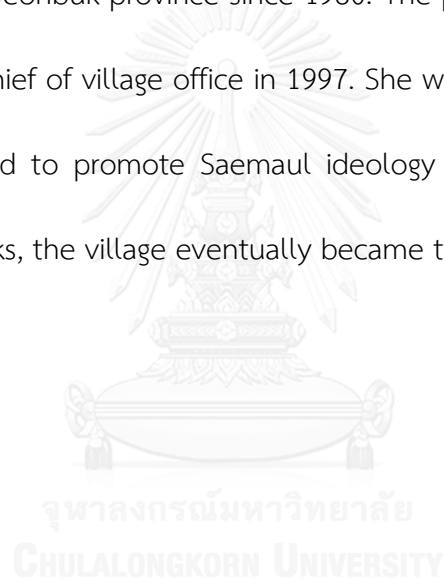 province since 1980. The
hief of village office in 1997. She w
d to promote Saemaul ideology
ks, the village eventually became t
จุฬาลงกรณ์มหาวิทยาลัย
CHULALONGKORN UNIVERSITY